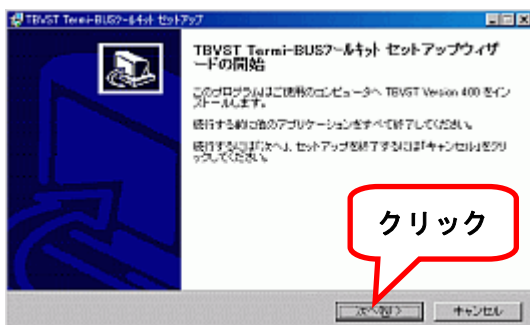 TBVST Termi-BUSツールキット セットアップ
TBVST Termi-BUSツールキット セットアップウィザ
ードの開始
このプログラムはご使用のコンピュータへ TBVST Version 4.00 をイン
ストールします。
続行する前に他のアプリケーションをすべて終了してください。
続行するには「次へ」、セットアップを終了するには「キャンセル」をクリ
ックしてください。
クリック
次へ(N) >
キャンセル